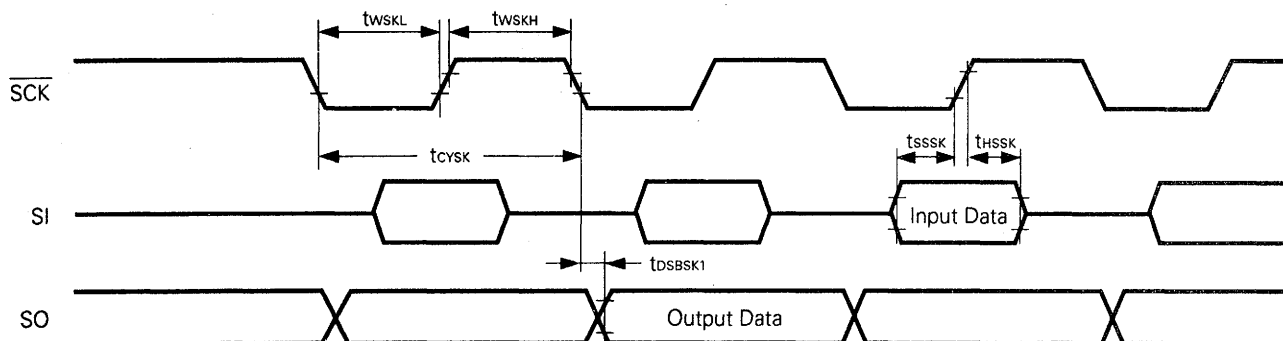 tWSKL tWSKH
SCK
tSSSK tHSSK
tCYSK
SI Input Data
tDSBSK1
SO Output Data